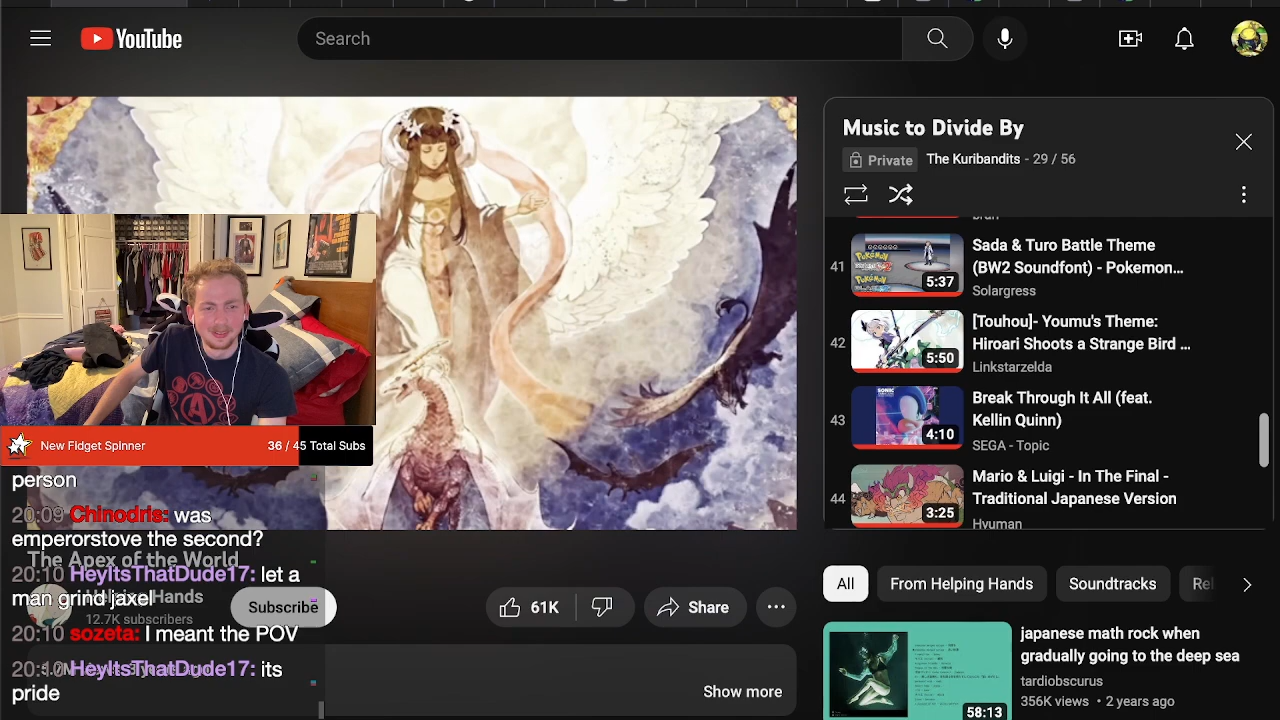 YouTube
Search
Music to Divide By
Private
The Kuribandits - 29 / 56
41
Sada & Turo Battle Theme
(BW2 Soundfont) - Pokemon...
Solargress
5:37
42
[Touhou]- Youmu's Theme:
Hiroari Shoots a Strange Bird ...
Linkstarzelda
5:50
43
Break Through It All (feat.
Kellin Quinn)
SEGA - Topic
4:10
44
Mario & Luigi - In The Final -
Traditional Japanese Version
Hyuman
3:25
New Fidget Spinner
36 / 45 Total Subs
person
20:09 Chinodris: was
emperorstove the second?
The Apex of the World
20:10 HeyItsThatDude17: let a
man grind jaxel
Hands
12.7K subscribers
Subscribe
61K
Share
20:10 sozeta: I meant the POV
HeyItsThatDude17: its
pride
Show more
All
From Helping Hands
Soundtracks
Rel
japanese math rock when
gradually falling to the deep sea
tardiobscurus
356K views • 2 years ago
58:13